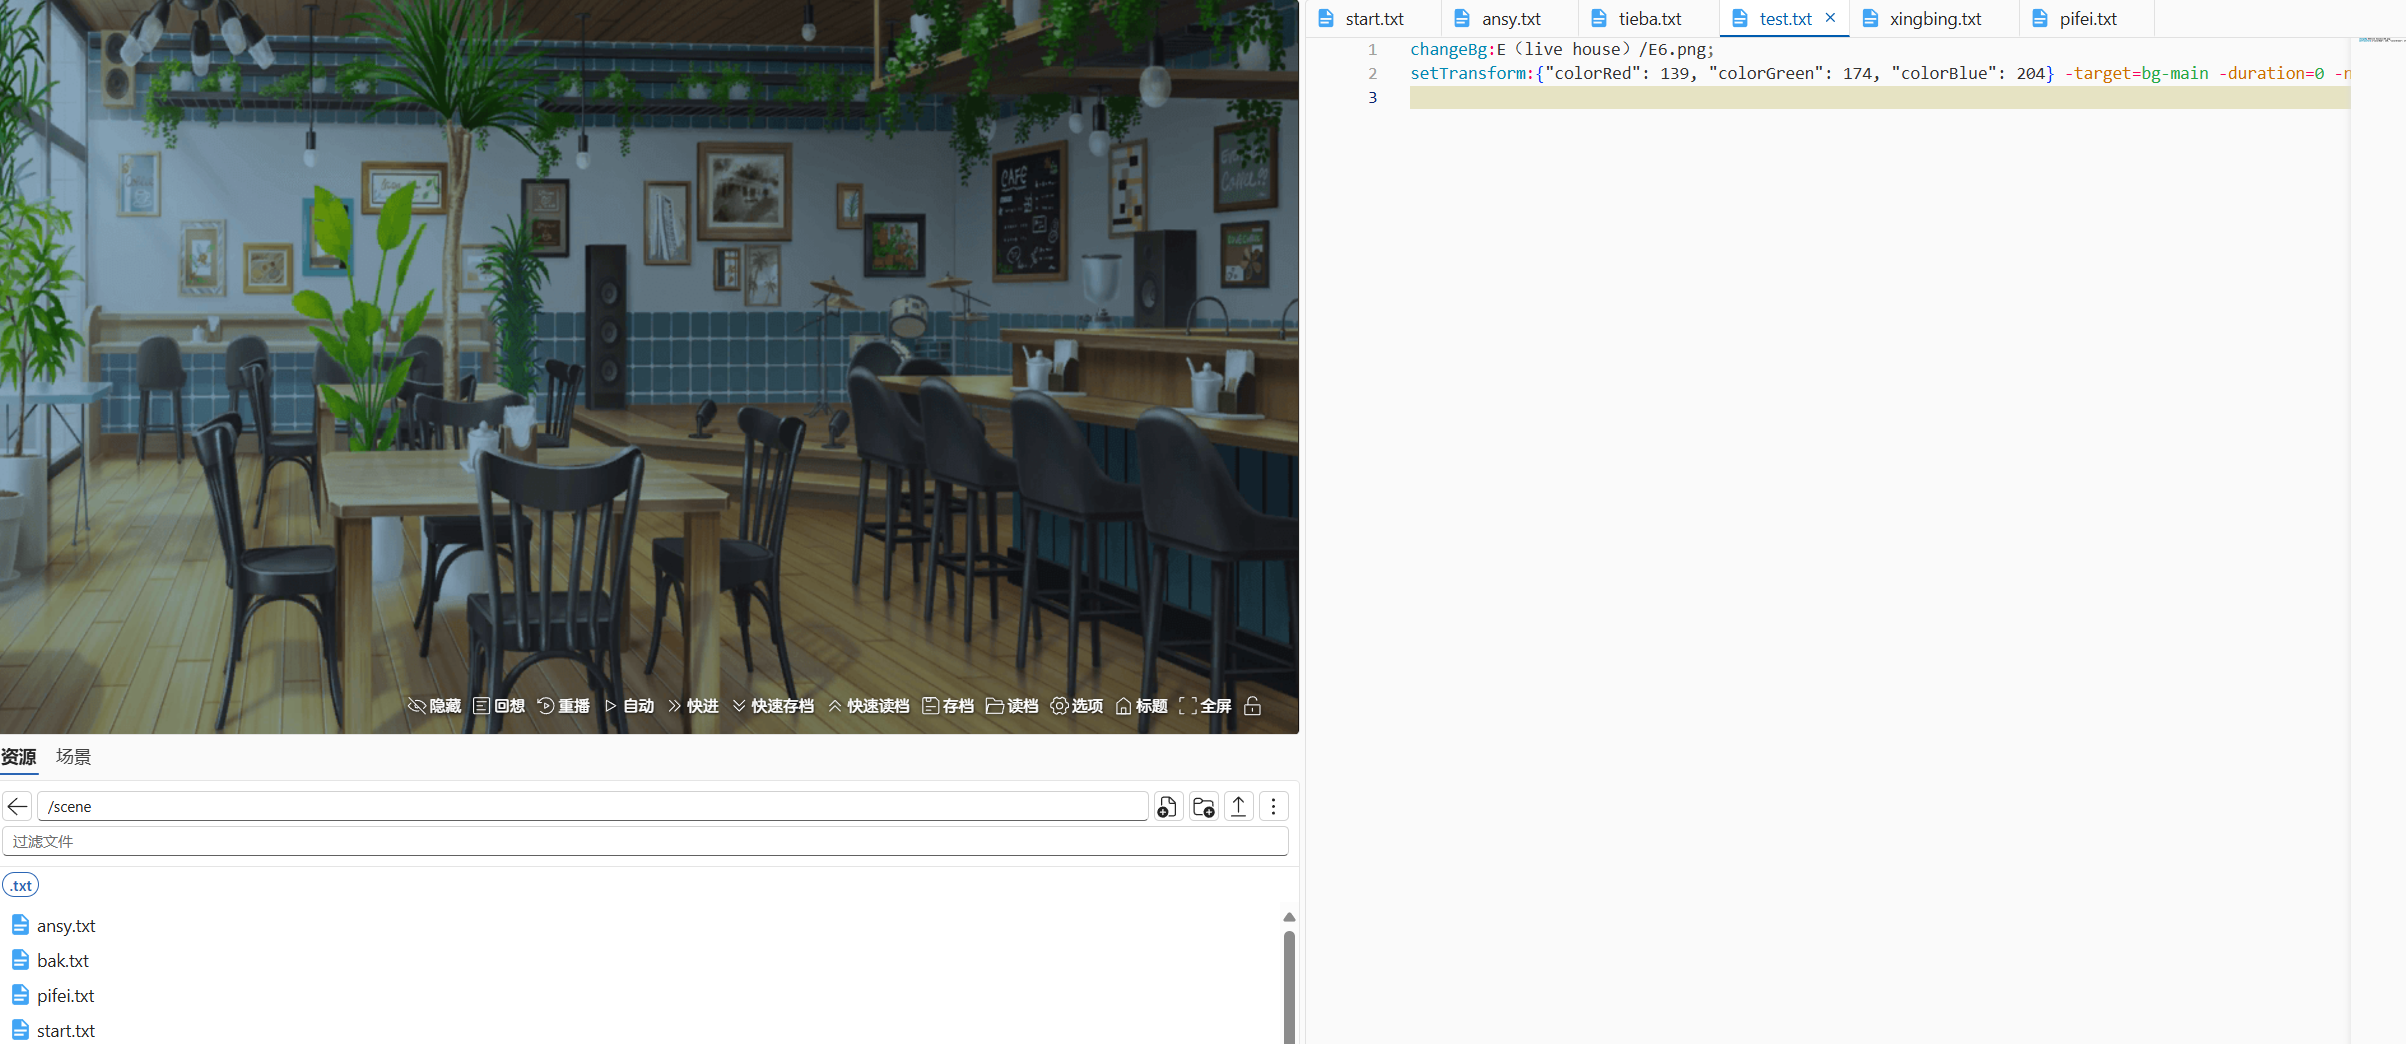 CAFE
隐藏 回想 重播 自动 快进 快速存档 快速读档 存档 读档 选项 标题 全屏
资源 场景
/scene
过滤文件
.txt
ansy.txt
bak.txt
pifei.txt
start.txt
start.txt ansy.txt tieba.txt test.txt × xingbing.txt pifei.txt
1 changeBg:E（live house）/E6.png;
2 setTransform:{"colorRed": 139, "colorGreen": 174, "colorBlue": 204} -target=bg-main -duration=0 -n
3